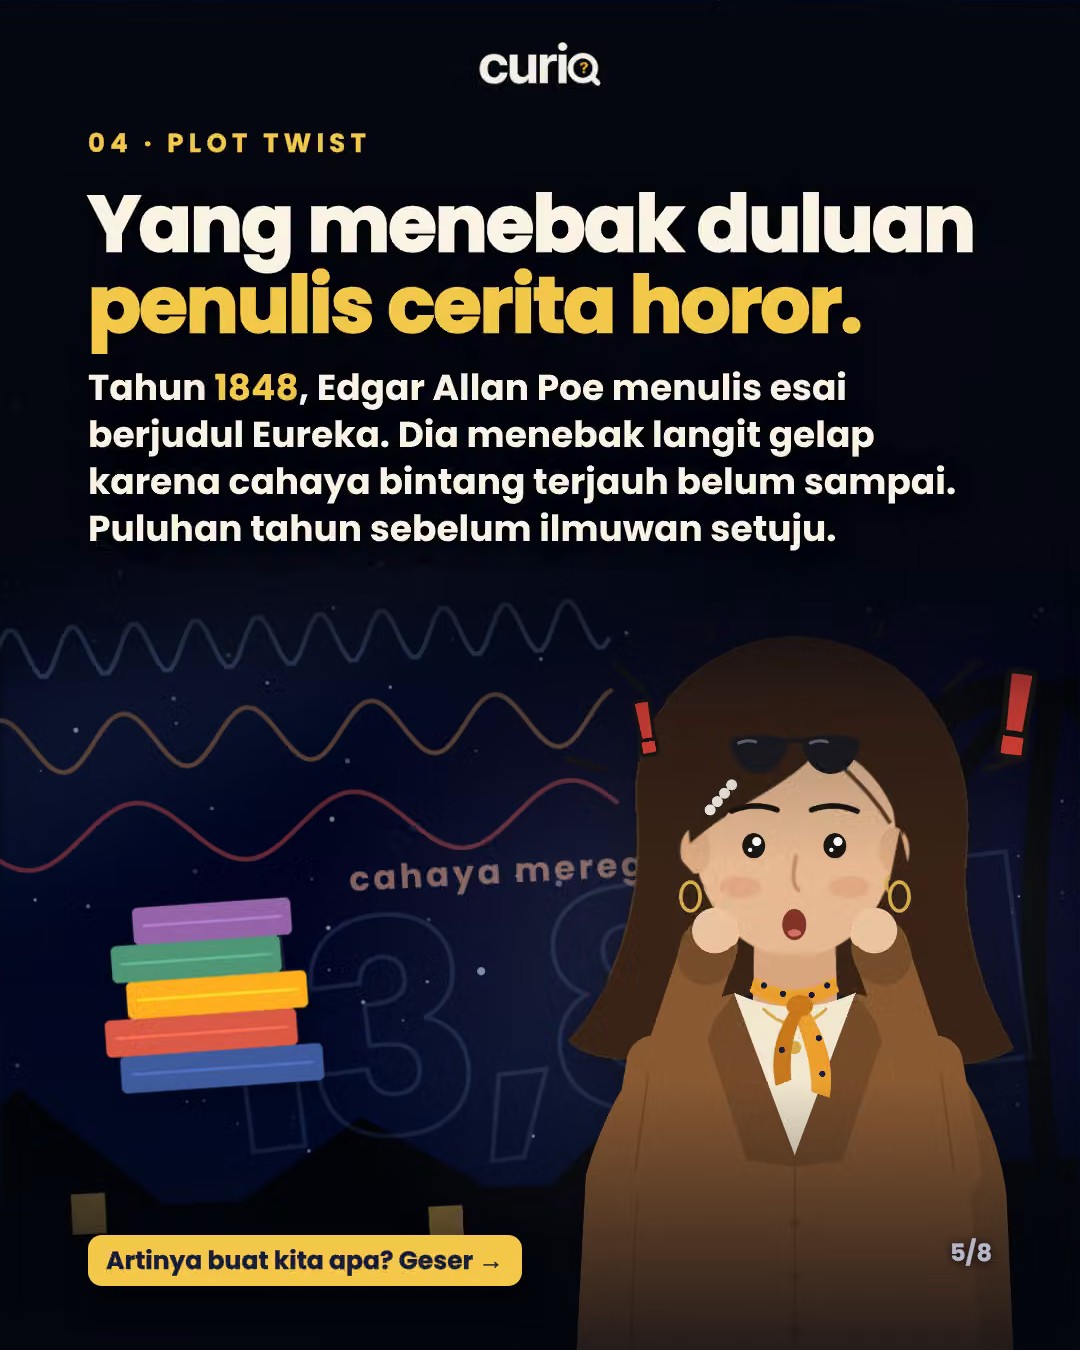 curiQ
04 · PLOT TWIST
Yang menebak duluan
penulis cerita horor.
Tahun 1848, Edgar Allan Poe menulis esai
berjudul Eureka. Dia menebak langit gelap
karena cahaya bintang terjauh belum sampai.
Puluhan tahun sebelum ilmuwan setuju.
! !
cahaya
13,8
Artinya buat kita apa? Geser →
5/8